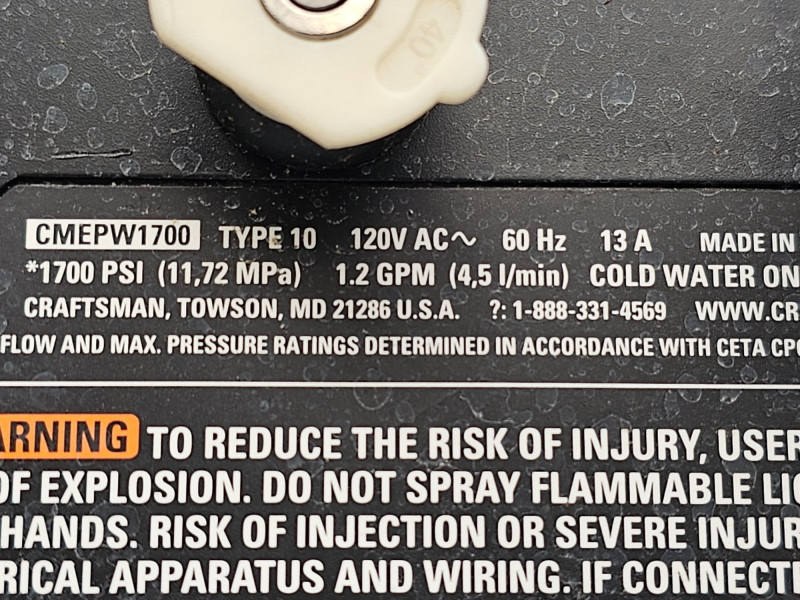 40°
CMEPW1700 TYPE 10 120V AC~ 60 Hz 13 A MADE IN
*1700 PSI (11,72 MPa) 1.2 GPM (4,5 l/min) COLD WATER ON
CRAFTSMAN, TOWSON, MD 21286 U.S.A. ?: 1-888-331-4569 WWW.CR
FLOW AND MAX. PRESSURE RATINGS DETERMINED IN ACCORDANCE WITH CETA CPC
ARNING TO REDUCE THE RISK OF INJURY, USER
OF EXPLOSION. DO NOT SPRAY FLAMMABLE LIQ
HANDS. RISK OF INJECTION OR SEVERE INJUR
RICAL APPARATUS AND WIRING. IF CONNECTI